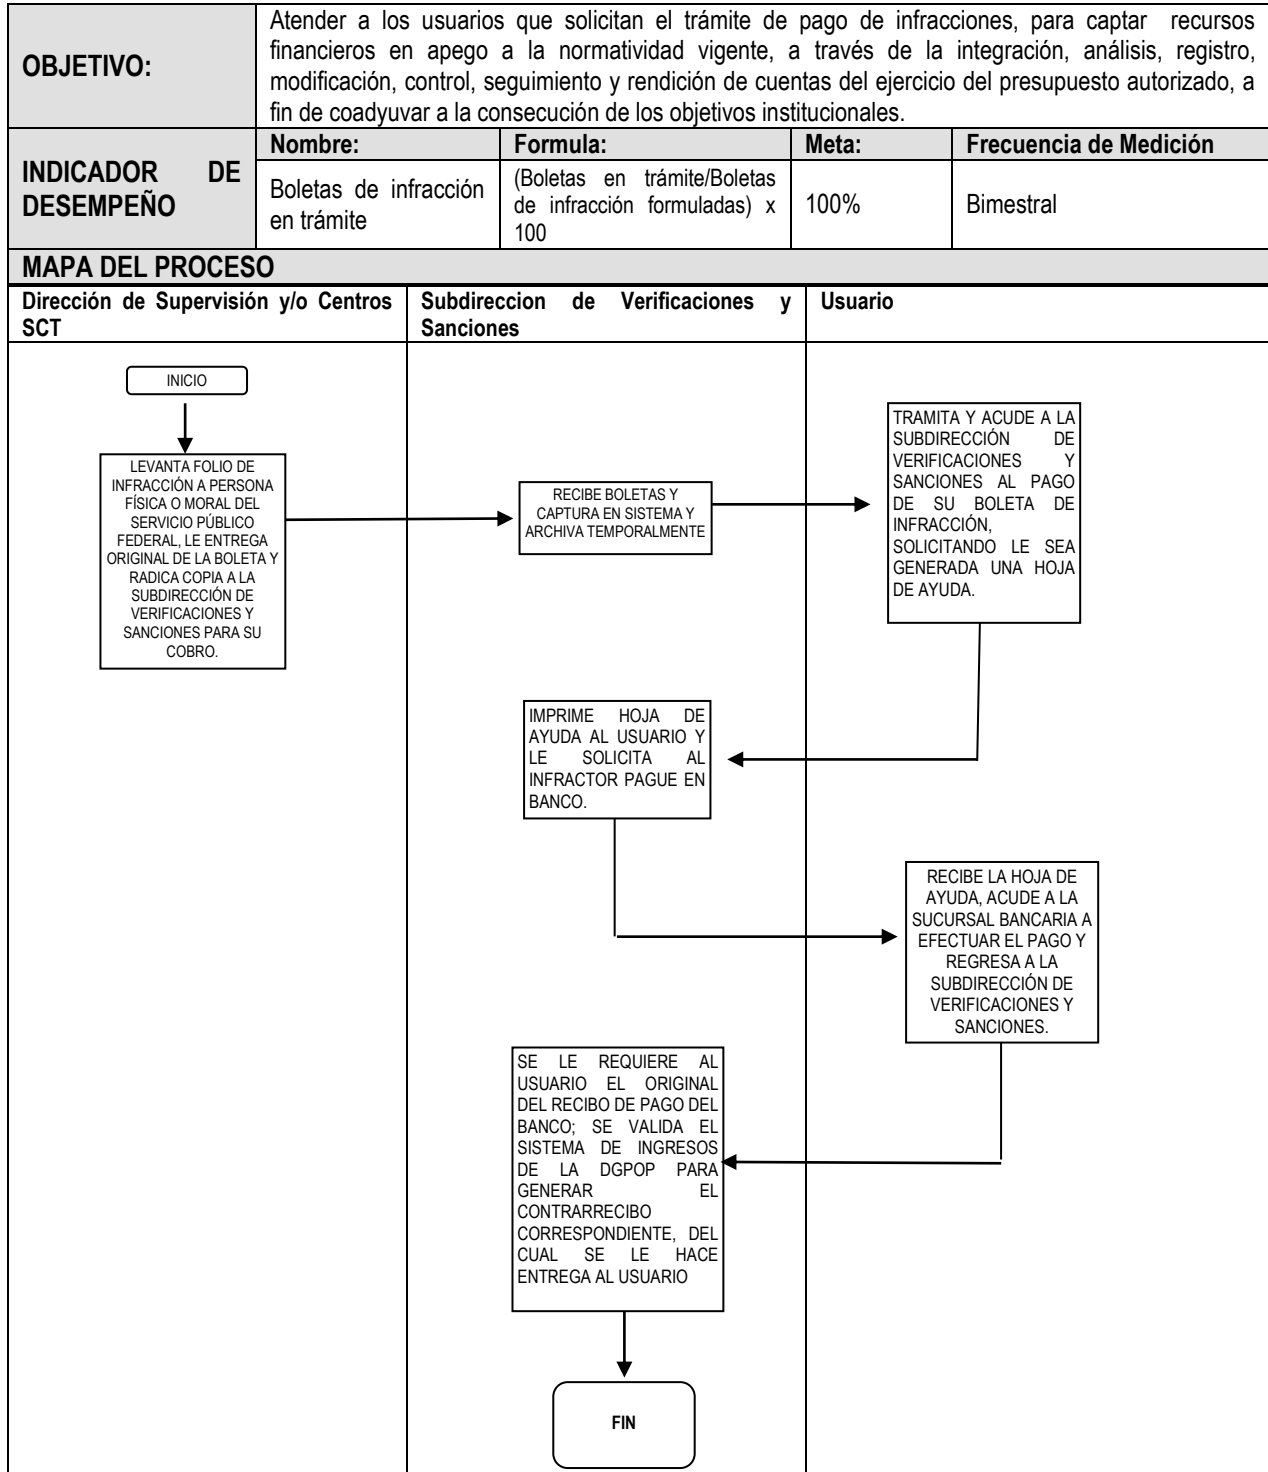 OBJETIVO:
Atender a los usuarios que solicitan el trámite de pago de infracciones, para captar recursos
financieros en apego a la normatividad vigente, a través de la integración, análisis, registro,
modificación, control, seguimiento y rendición de cuentas del ejercicio del presupuesto autorizado, a
fin de coadyuvar a la consecución de los objetivos institucionales.
INDICADOR DE
DESEMPEÑO
Nombre:
Formula:
Meta:
Frecuencia de Medición
Boletas de infracción
en trámite
(Boletas en trámite/Boletas
de infracción formuladas) x
100
100%
Bimestral
MAPA DEL PROCESO
Dirección de Supervisión y/o Centros
SCT
Subdireccion de Verificaciones y
Sanciones
Usuario
INICIO
LEVANTA FOLIO DE
INFRACCIÓN A PERSONA
FÍSICA O MORAL DEL
SERVICIO PÚBLICO
FEDERAL, LE ENTREGA
ORIGINAL DE LA BOLETA Y
RADICA COPIA A LA
SUBDIRECCIÓN DE
VERIFICACIONES Y
SANCIONES PARA SU
COBRO.
RECIBE BOLETAS Y
CAPTURA EN SISTEMA Y
ARCHIVA TEMPORALMENTE
TRAMITA Y ACUDE A LA
SUBDIRECCIÓN DE
VERIFICACIONES Y
SANCIONES AL PAGO
DE SU BOLETA DE
INFRACCIÓN,
SOLICITANDO LE SEA
GENERADA UNA HOJA
DE AYUDA.
IMPRIME HOJA DE
AYUDA AL USUARIO Y
LE SOLICITA AL
INFRACTOR PAGUE EN
BANCO.
RECIBE LA HOJA DE
AYUDA, ACUDE A LA
SUCURSAL BANCARIA A
EFECTUAR EL PAGO Y
REGRESA A LA
SUBDIRECCIÓN DE
VERIFICACIONES Y
SANCIONES.
SE LE REQUIERE AL
USUARIO EL ORIGINAL
DEL RECIBO DE PAGO DEL
BANCO; SE VALIDA EL
SISTEMA DE INGRESOS
DE LA DGPOP PARA
GENERAR EL
CONTRARRECIBO
CORRESPONDIENTE, DEL
CUAL SE LE HACE
ENTREGA AL USUARIO
FIN